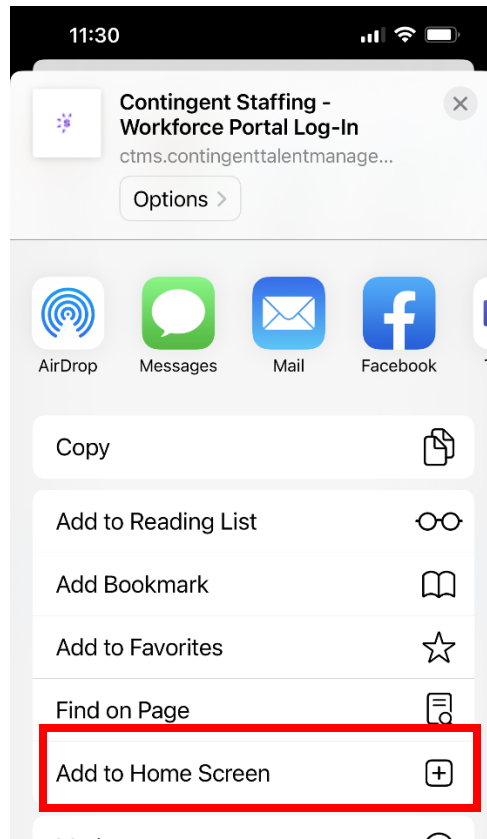 11:30
Contingent Staffing -
Workforce Portal Log-In
ctms.contingenttalentmanage...
Options
AirDrop Messages Mail Facebook
Copy
Add to Reading List
Add Bookmark
Add to Favorites
Find on Page
Add to Home Screen